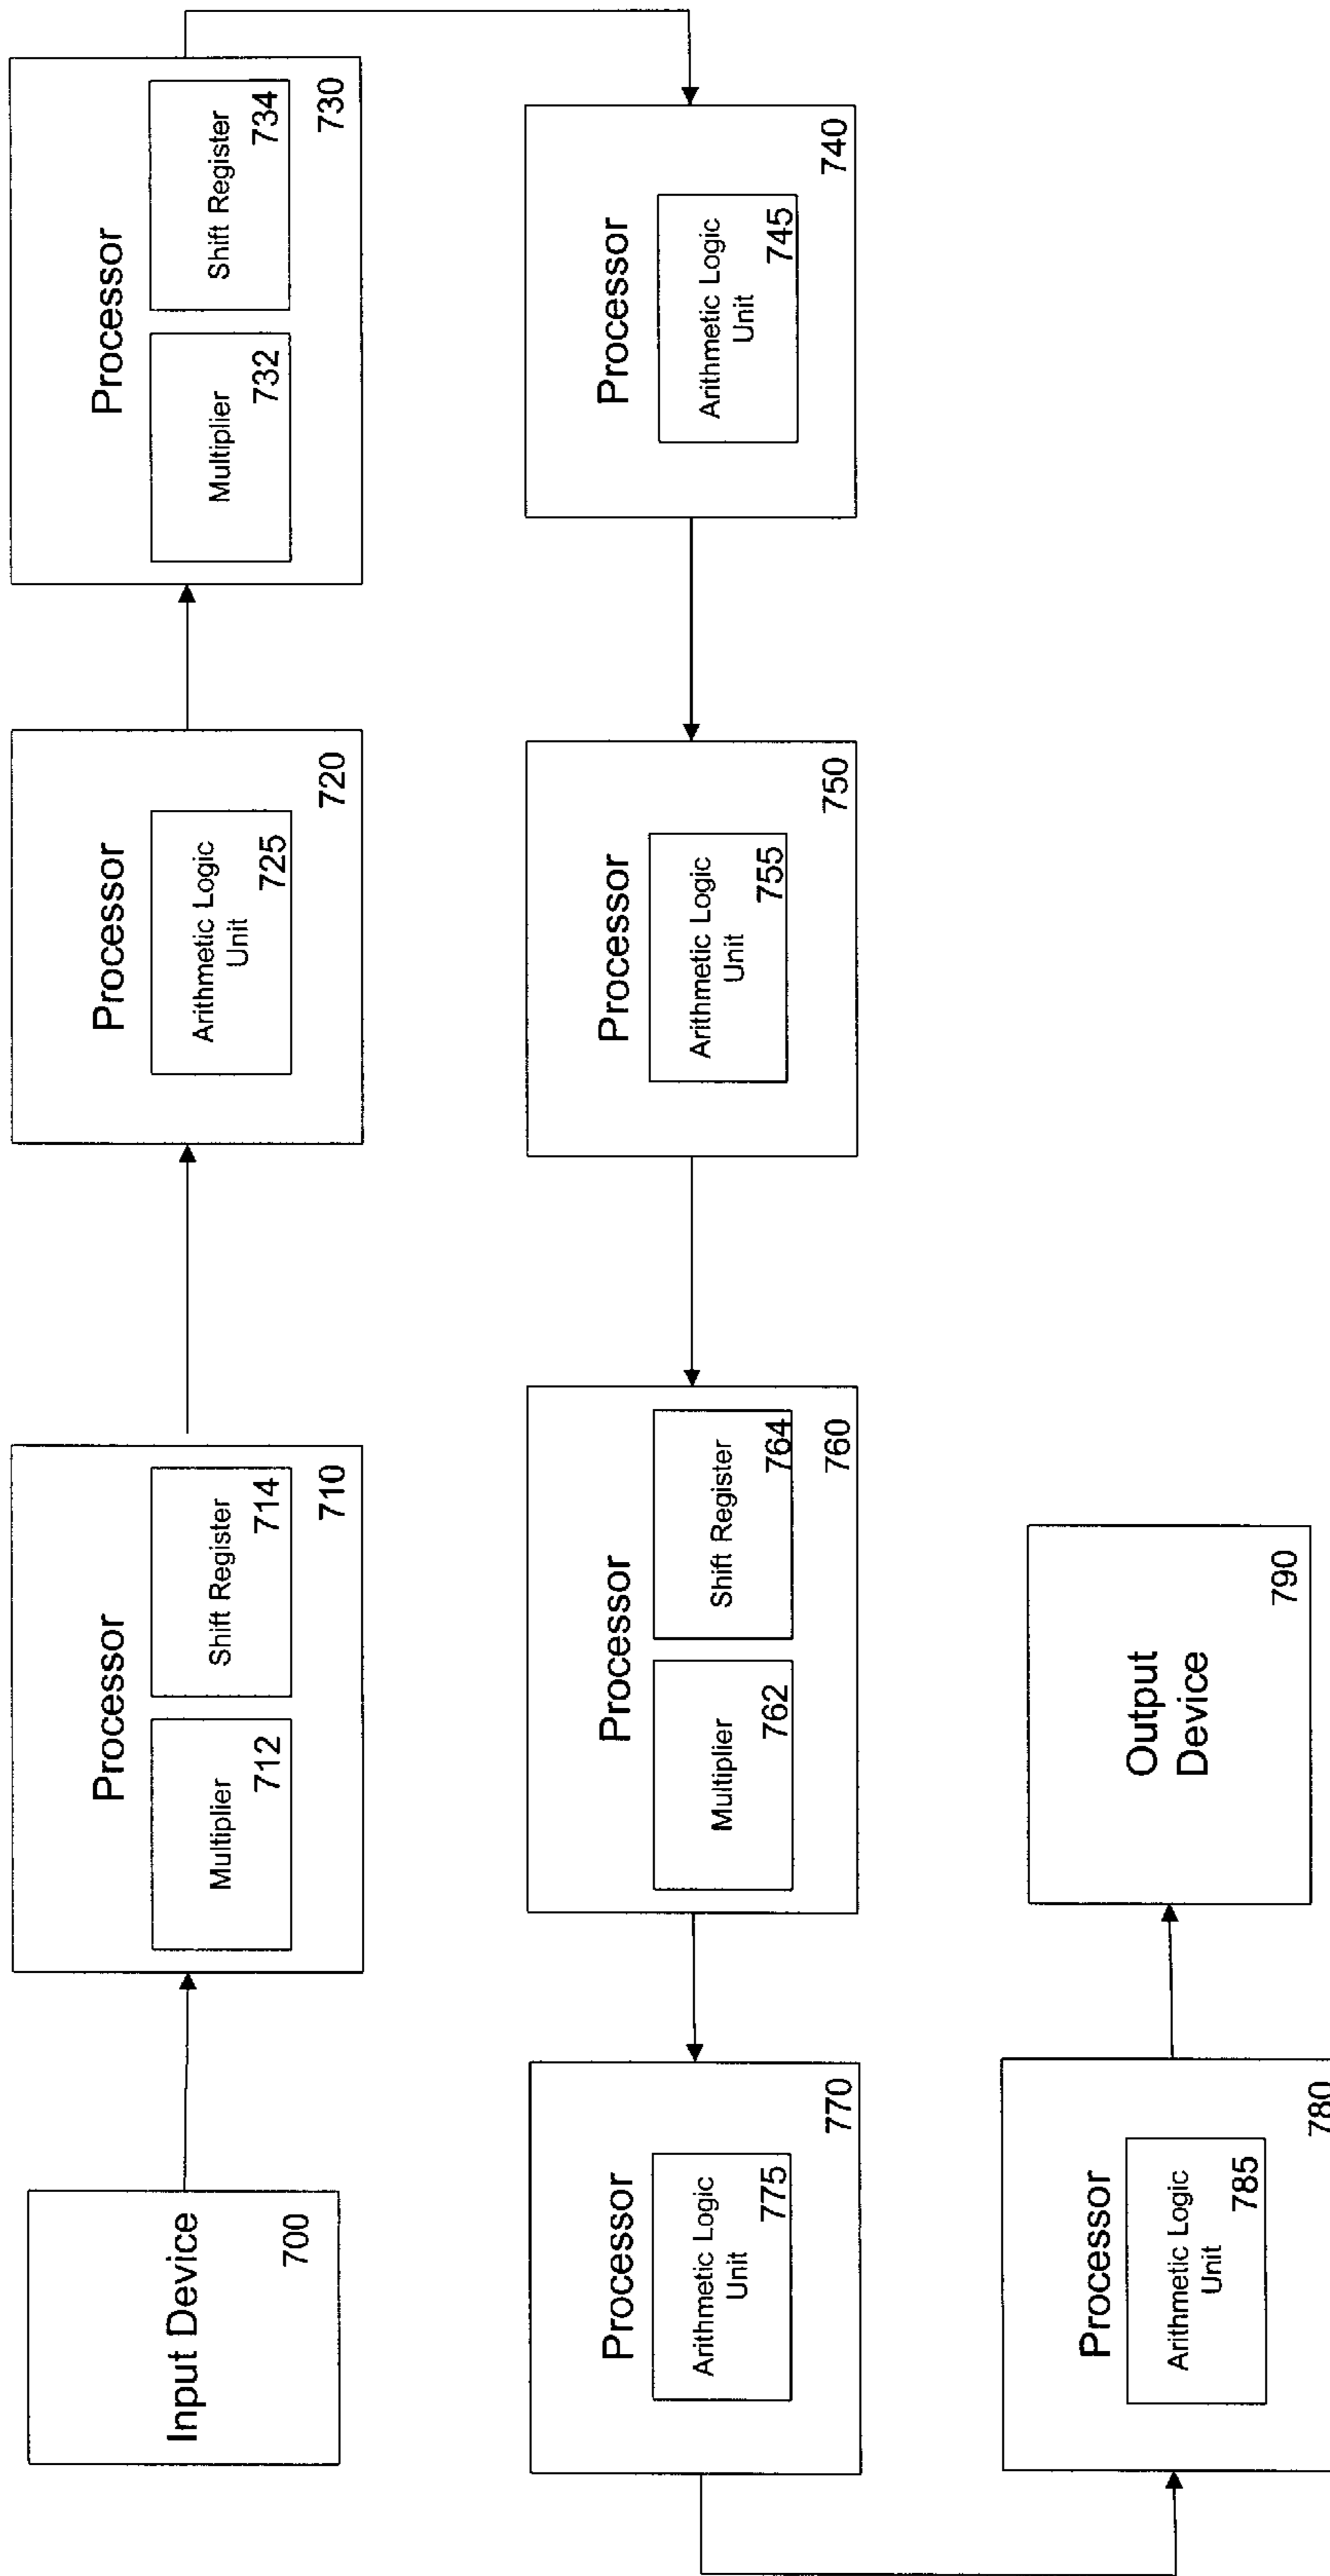 Input Device
700
Processor
Multiplier
712
Shift Register
714
710
Processor
Arithmetic Logic
Unit
725
720
Processor
Multiplier
732
Shift Register
734
730
Processor
Arithmetic Logic
Unit
745
740
Processor
Arithmetic Logic
Unit
755
750
Processor
Multiplier
762
Shift Register
764
760
Processor
Arithmetic Logic
Unit
775
770
Processor
Arithmetic Logic
Unit
785
780
Output
Device
790